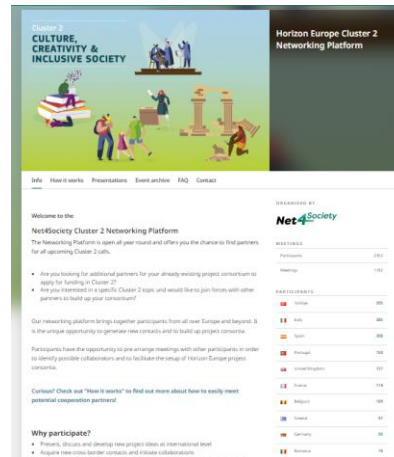 Cluster 2
CULTURE,
CREATIVITY &
INCLUSIVE SOCIETY
Horizon Europe Cluster 2
Networking Platform
Info How it works Presentations Event archive FAQ Contact
Welcome to the
Net4Society Cluster 2 Networking Platform
The Networking Platform is open all year round and offers you the chance to find partners
for all upcoming Cluster 2 calls.
Are you looking for additional partners for your already existing project consortium to
apply for funding in Cluster 2?
Are you interested in a specific Cluster 2 topic and would like to join forces with other
partners to build up your consortium?
Our networking platform brings together participants from all over Europe and beyond. It
is the unique opportunity to generate new contacts and to build up project consortia.
Participants have the opportunity to pre-arrange meetings with other participants in order
to identify possible collaborators and to facilitate the setup of Horizon Europe project
consortia.
Curious? Check out "How it works" to find out more about how to easily meet
potential cooperation partners!
Why participate?
Present, discuss and develop new project ideas at international level
Acquire new cross-border contacts and initiate collaborations
ORGANISED BY
Net4Society
MEETINGS
Participants
Meetings
PARTICIPANTS
Türkiye
Italy
Spain
Portugal
United Kingdom
France
Belgium
Greece
Germany
Romania